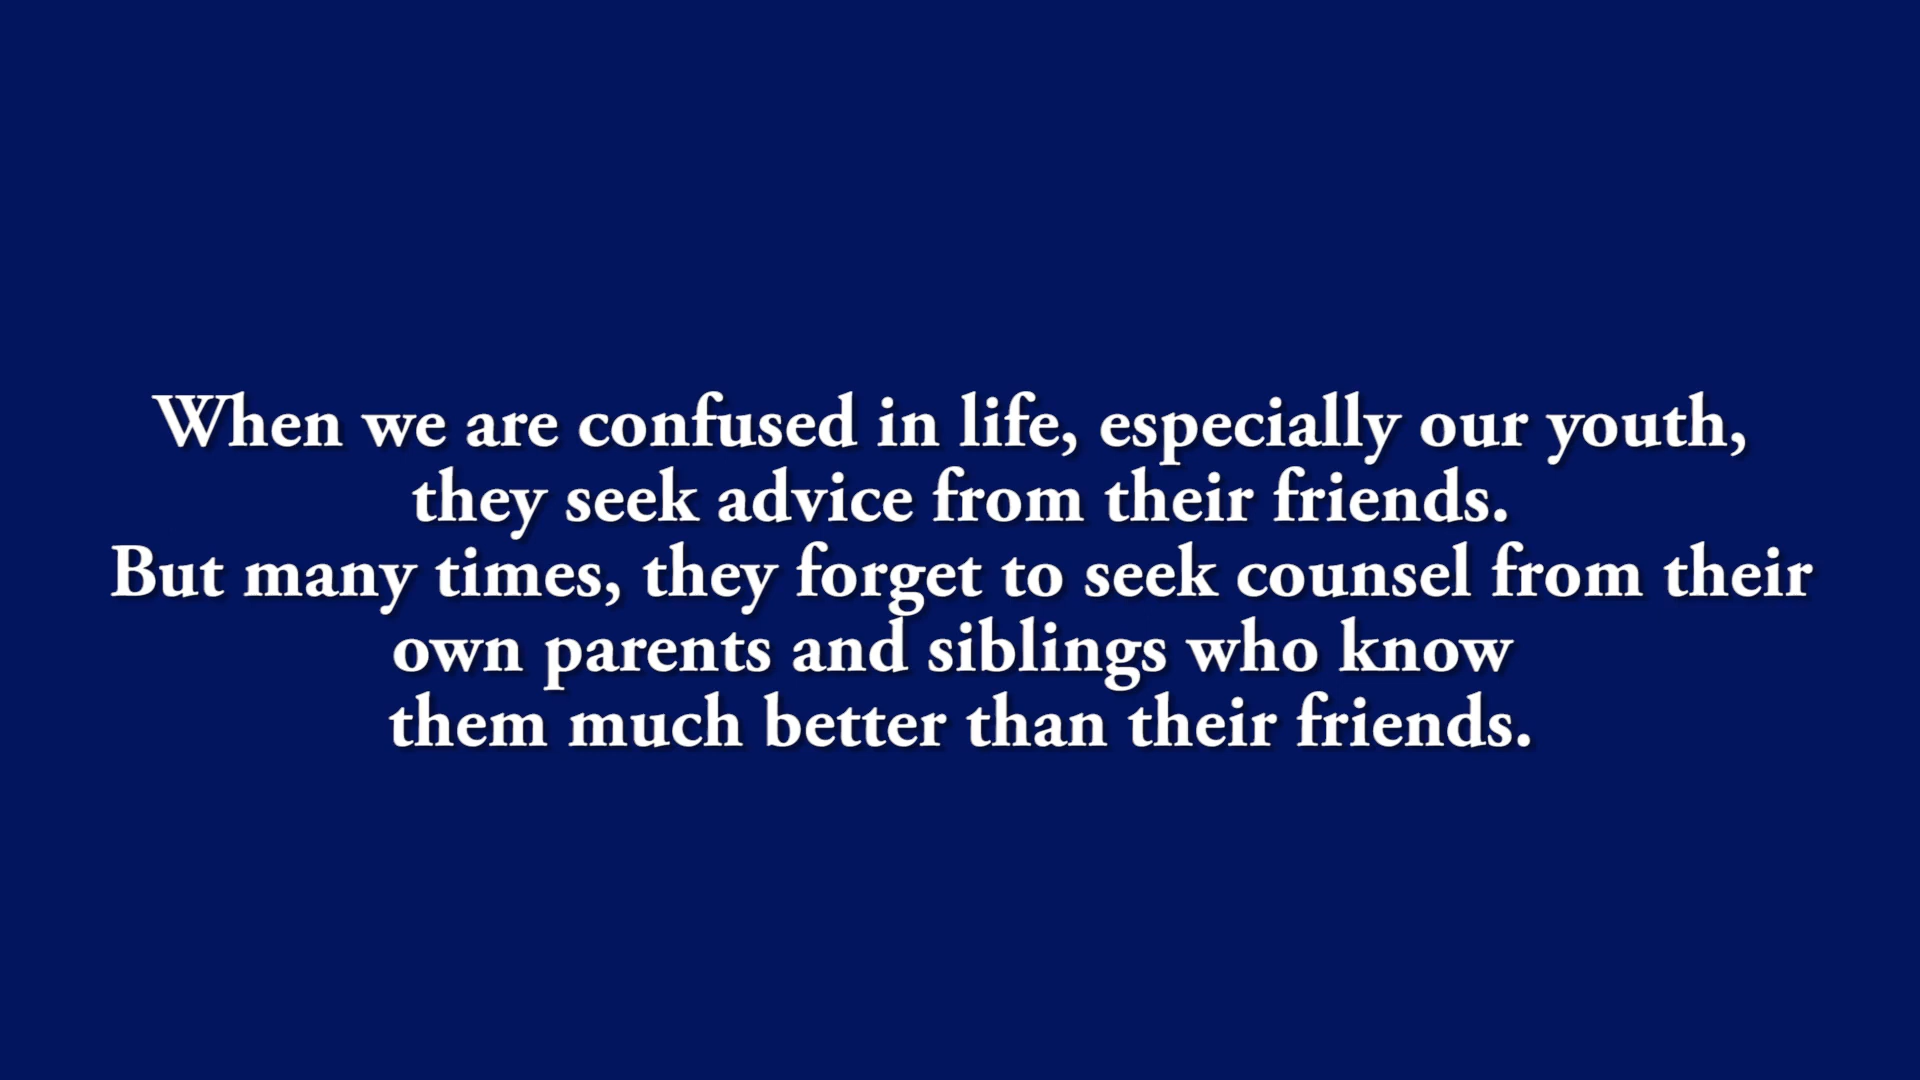 When we are confused in life, especially our youth,
they seek advice from their friends.
But many times, they forget to seek counsel from their
own parents and siblings who know
them much better than their friends.